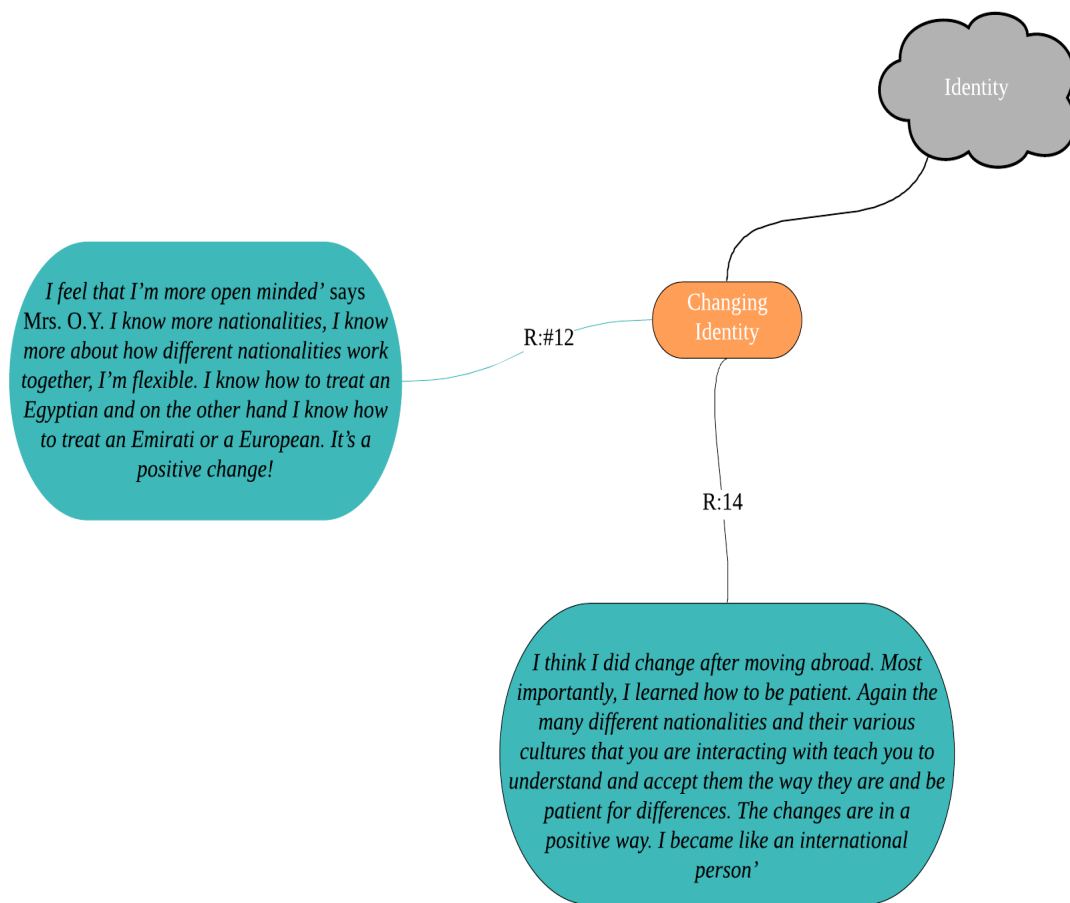 Identity
Changing
Identity
R:#12
I feel that I’m more open minded’ says
Mrs. O.Y. I know more nationalities, I know
more about how different nationalities work
together, I’m flexible. I know how to treat an
Egyptian and on the other hand I know how
to treat an Emirati or a European. It’s a
positive change!
R:14
I think I did change after moving abroad. Most
importantly, I learned how to be patient. Again the
many different nationalities and their various
cultures that you are interacting with teach you to
understand and accept them the way they are and be
patient for differences. The changes are in a
positive way. I became like an international
person’